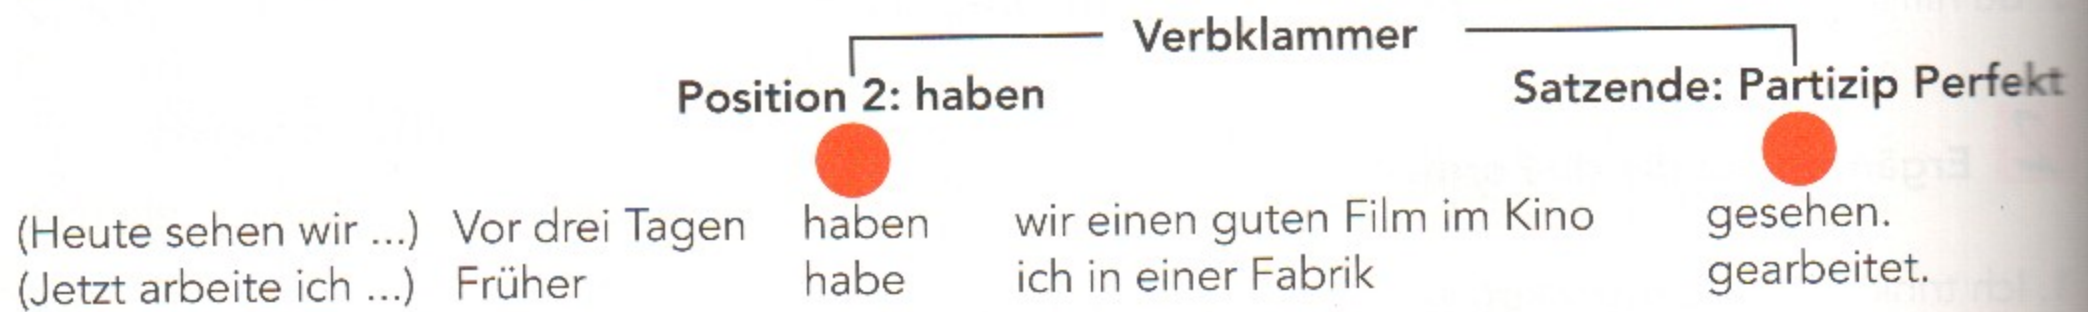 Verbklammer
Position 2: haben
Satzende: Partizip Perfekt
(Heute sehen wir ...) Vor drei Tagen haben wir einen guten Film im Kino gesehen.
(Jetzt arbeite ich ...) Früher habe ich in einer Fabrik gearbeitet.